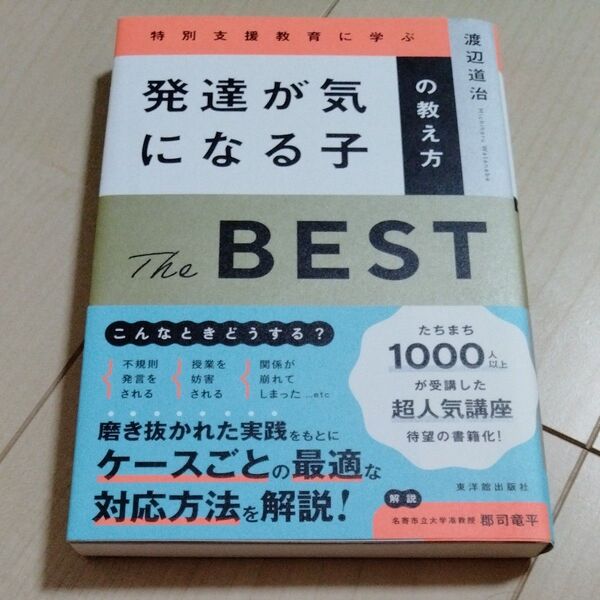 特別支援教育に学ぶ
発達が気
になる子
の教え方
渡辺道治
Michiharu Watanabe
The BEST
こんなときどうする？
不規則
発言を
される
授業を
妨害
される
関係が
崩れて
しまった …etc
たちまち
1000人以上
が受講した
超人気講座
待望の書籍化！
磨き抜かれた実践をもとに
ケースごとの最適な
対応方法を解説！
東洋館出版社
解説
名寄市立大学准教授 郡司竜平